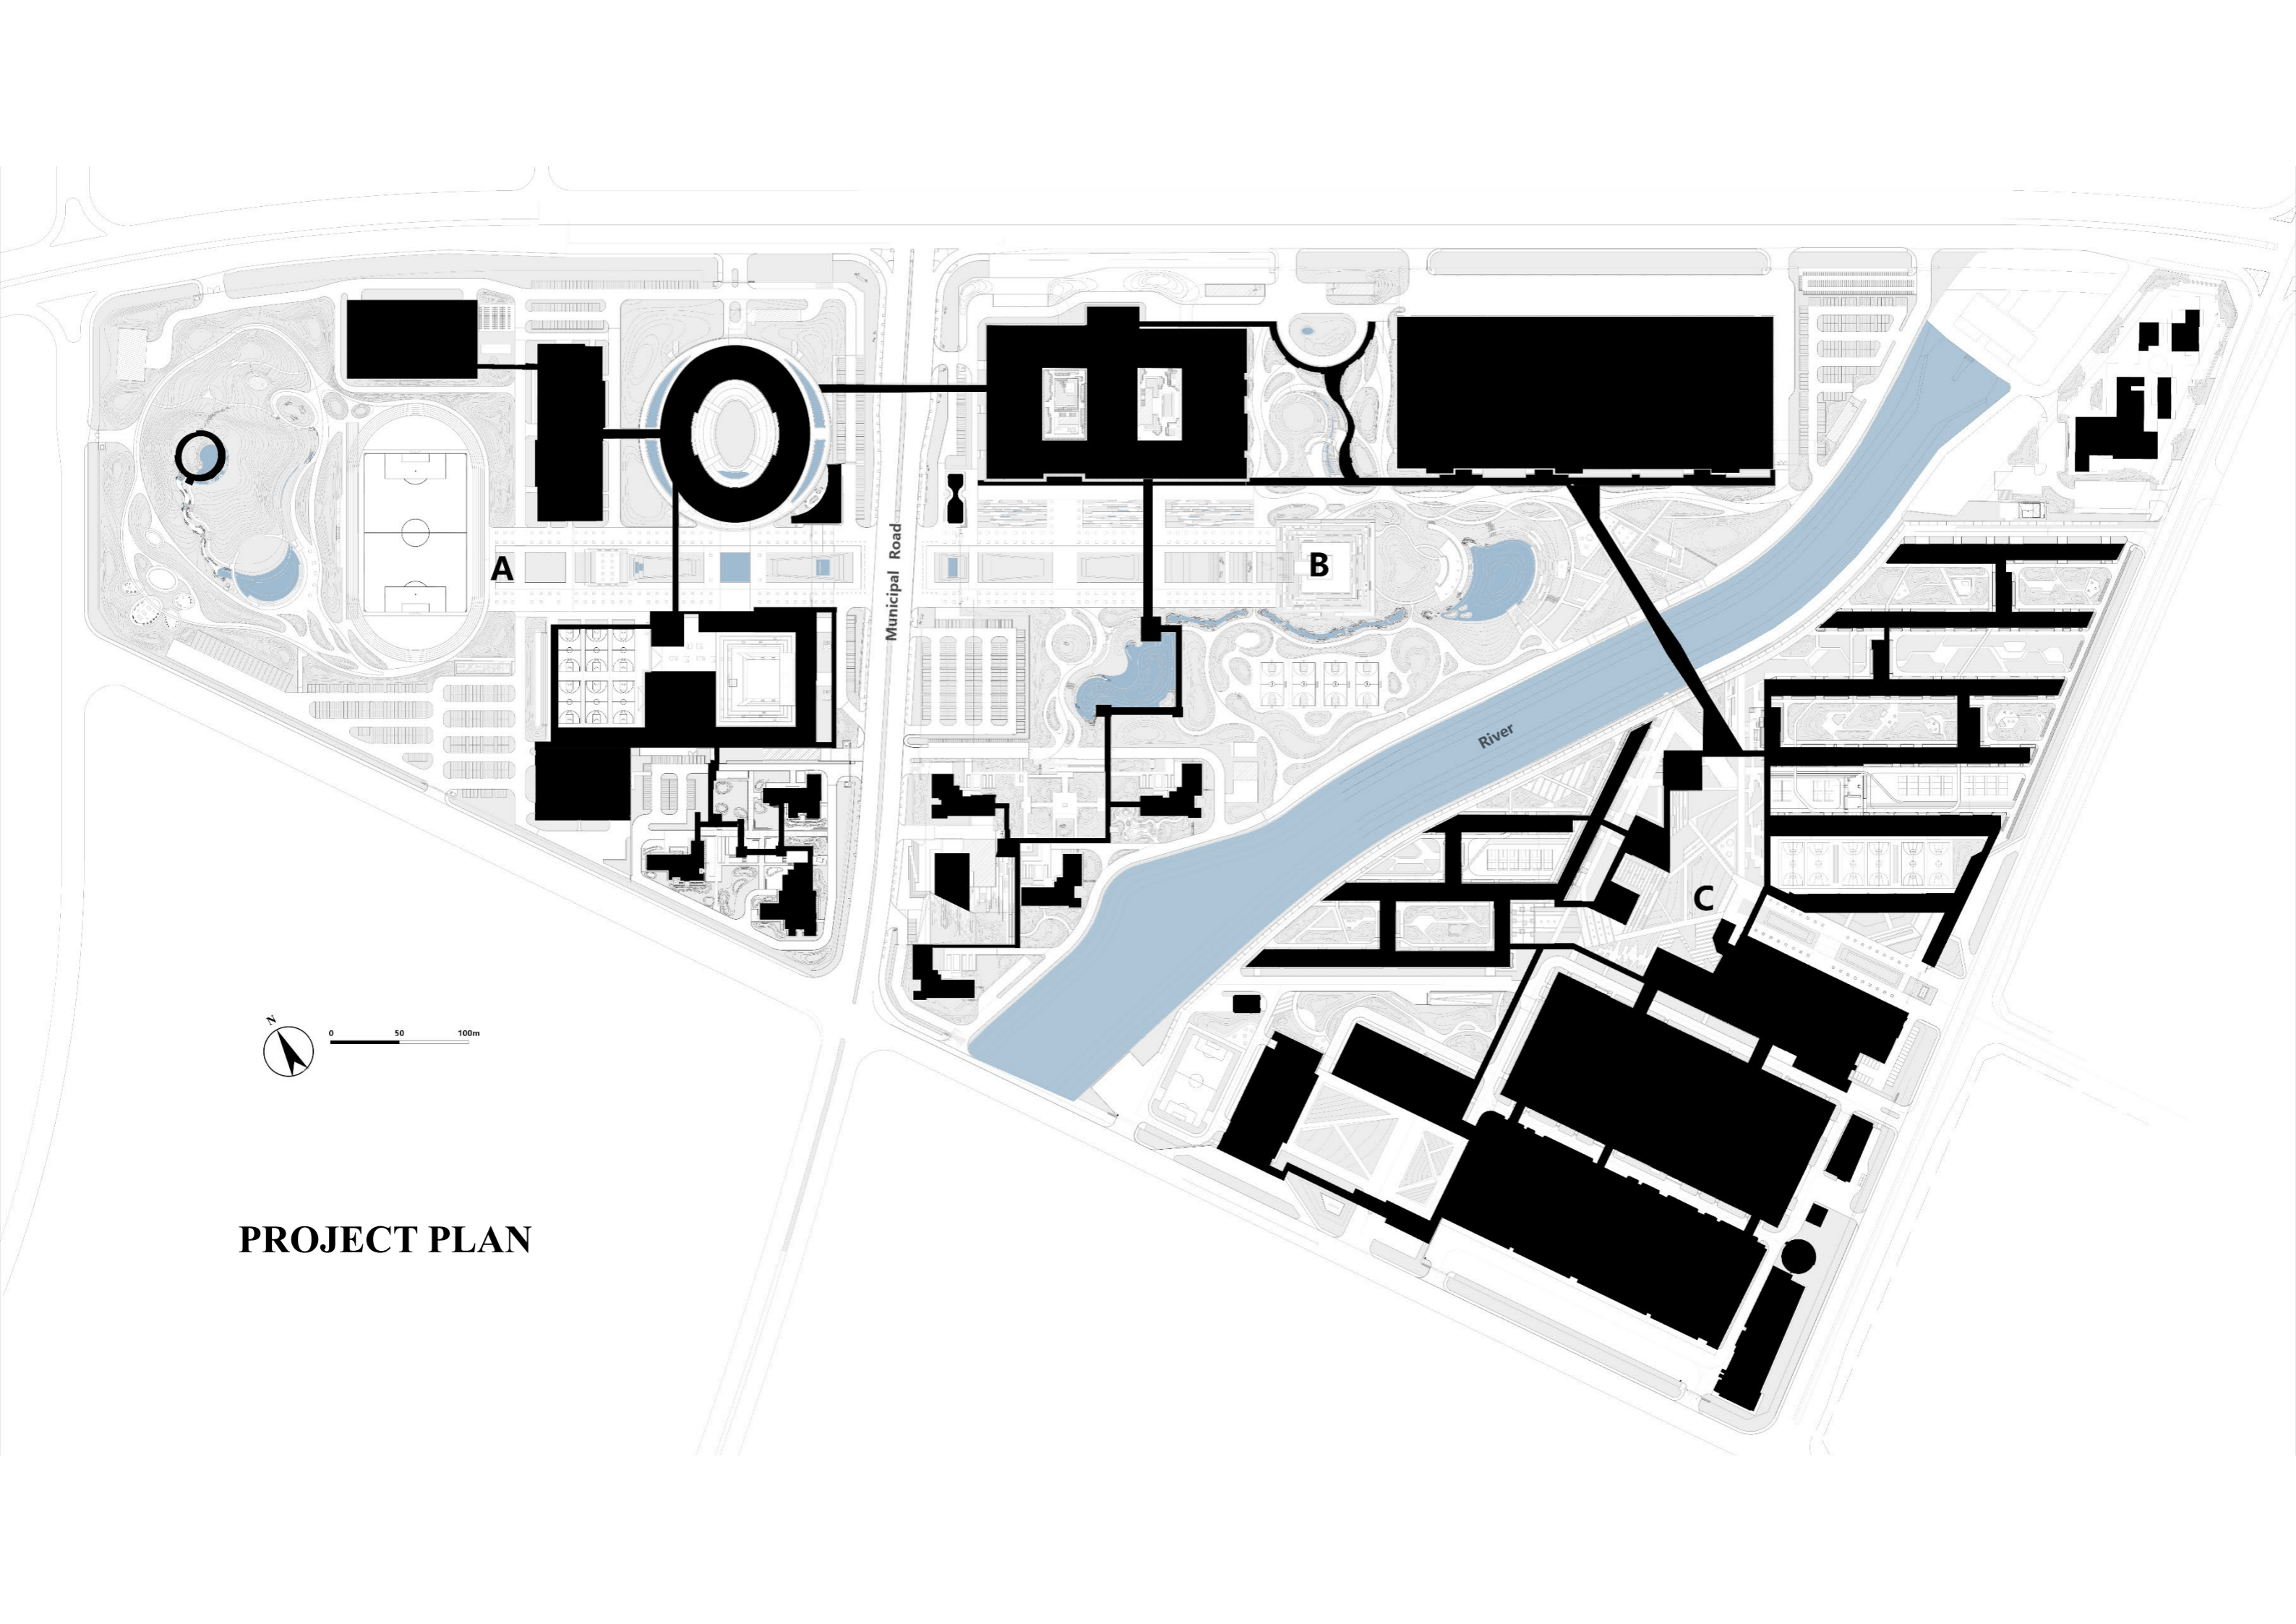 A
Municipal Road
B
River
C
N
0 50 100m
PROJECT PLAN